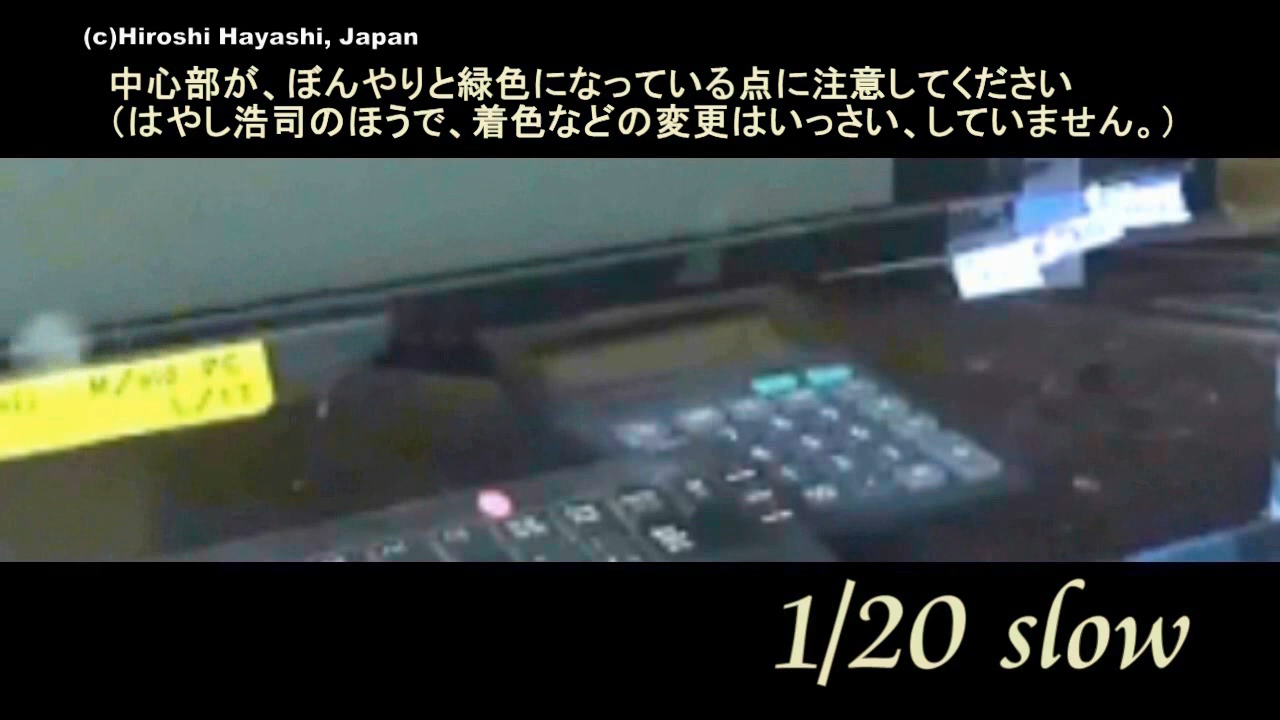 (c)Hiroshi Hayashi, Japan
中心部が、ぼんやりと緑色になっている点に注意してください
（はやし浩司のほうで、着色などの変更はいっさい、していません。）
1/20 slow